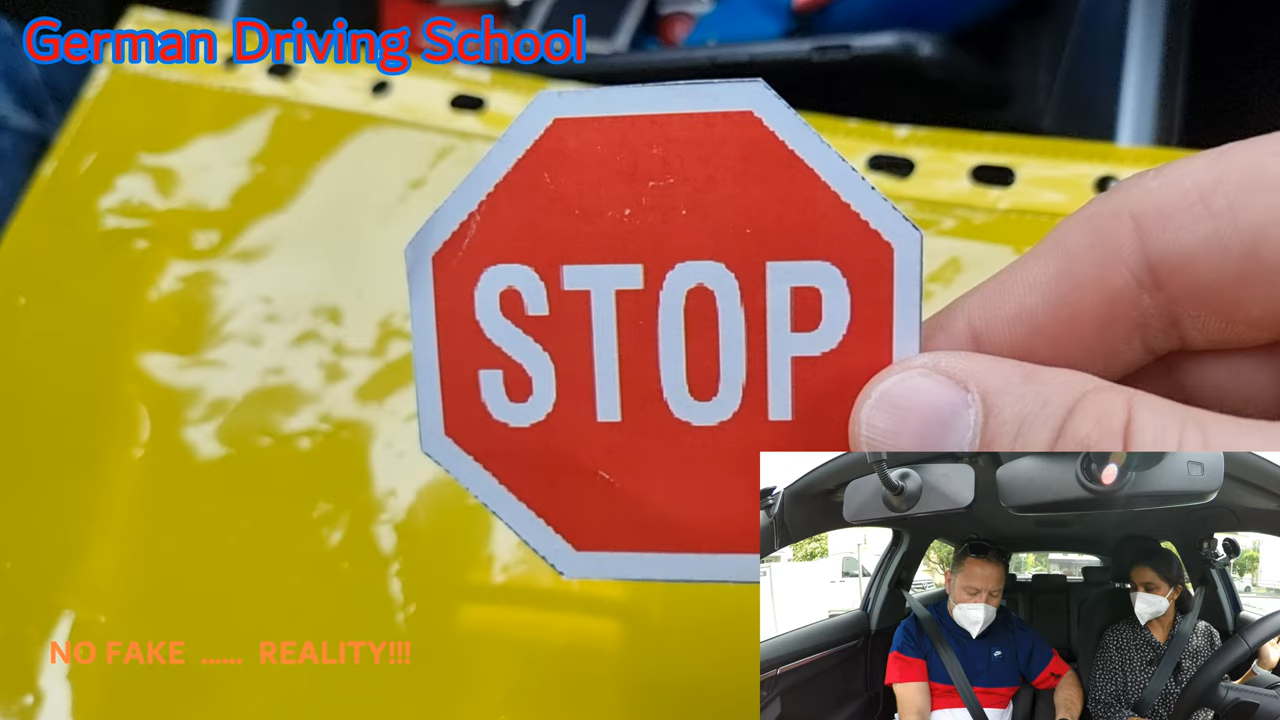 German Driving School
STOP
NO FAKE ...... REALITY!!!